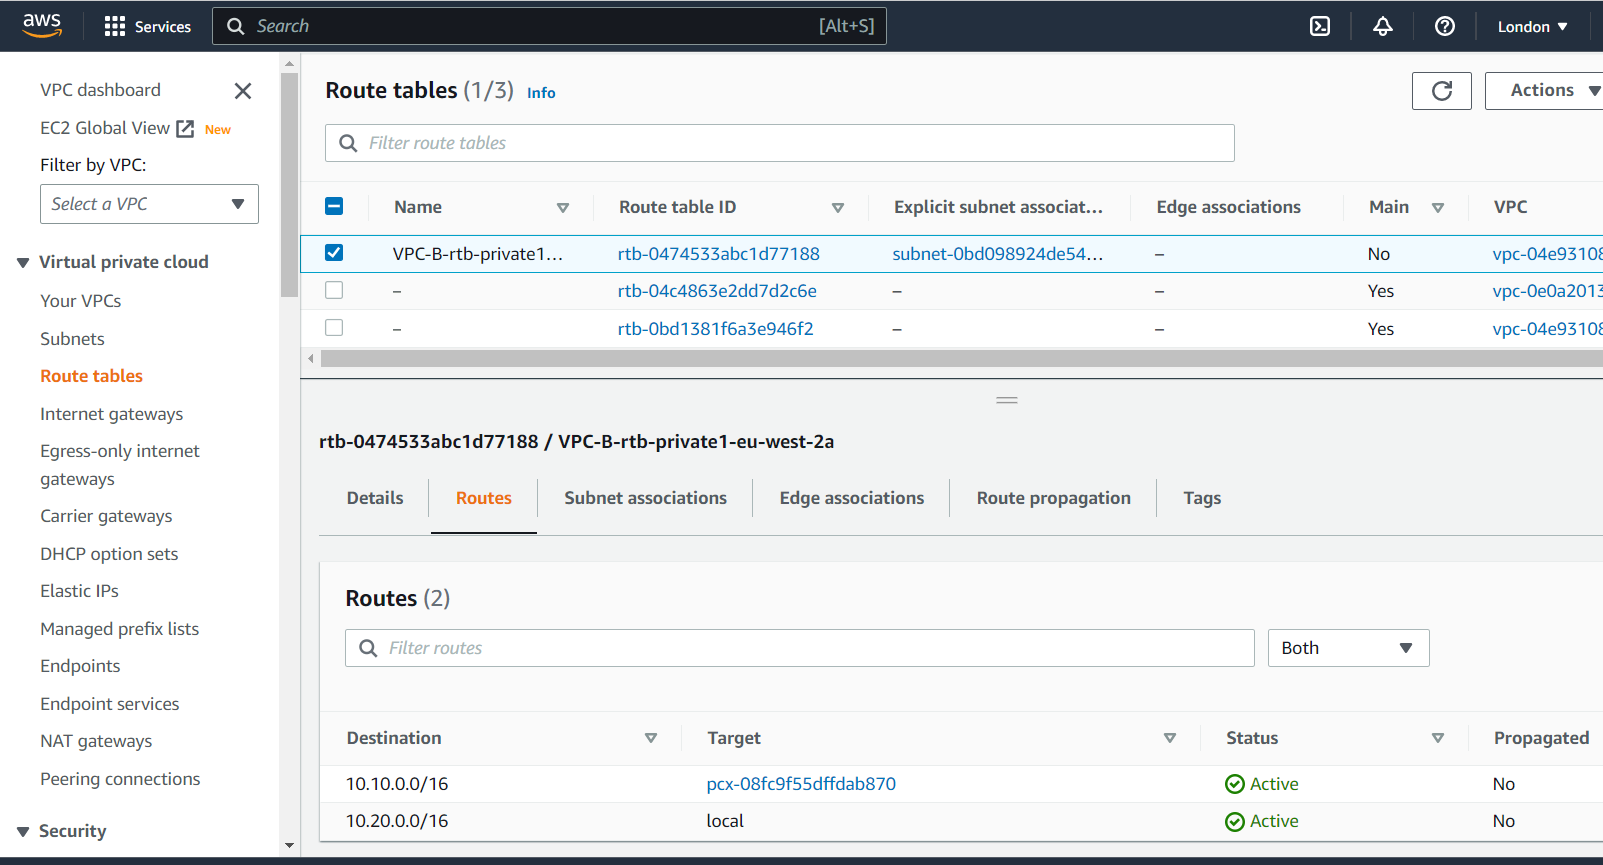 aws Services Search [Alt+S] London
VPC dashboard
EC2 Global View New
Filter by VPC:
Select a VPC
Virtual private cloud
Your VPCs
Subnets
Route tables
Internet gateways
Egress-only internet
gateways
Carrier gateways
DHCP option sets
Elastic IPs
Managed prefix lists
Endpoints
Endpoint services
NAT gateways
Peering connections
Security
Route tables (1/3) Info
Actions
Filter route tables
Name Route table ID Explicit subnet associat... Edge associations Main VPC
VPC-B-rtb-private1... rtb-0474533abc1d77188 subnet-0bd098924de54... – No vpc-04e93108
– rtb-04c4863e2dd7d2c6e – – Yes vpc-0e0a2013
– rtb-0bd1381f6a3e946f2 – – Yes vpc-04e93108
rtb-0474533abc1d77188 / VPC-B-rtb-private1-eu-west-2a
Details Routes Subnet associations Edge associations Route propagation Tags
Routes (2)
Filter routes Both
Destination Target Status Propagated
10.10.0.0/16 pcx-08fc9f55dffdab870 Active No
10.20.0.0/16 local Active No